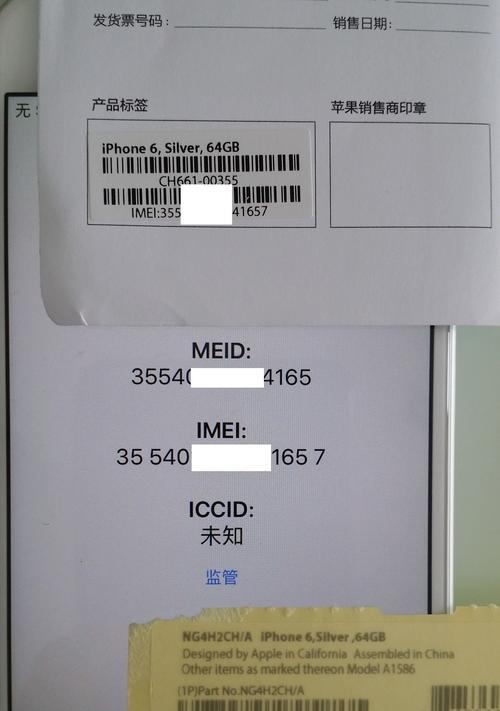 发货票号码：
销售日期：
产品标签
苹果销售商印章
iPhone 6, Silver, 64GB
CH661-00355
IMEI:355 41657
无
MEID:
3554 4165
IMEI:
35 540 165 7
ICCID:
未知
监管
NG4H2CH/A iPhone 6,Silver ,64GB
Designed by Apple in California Assembled in China
Other items as marked thereon Model A1586
(1P)Part No.NG4H2CH/A